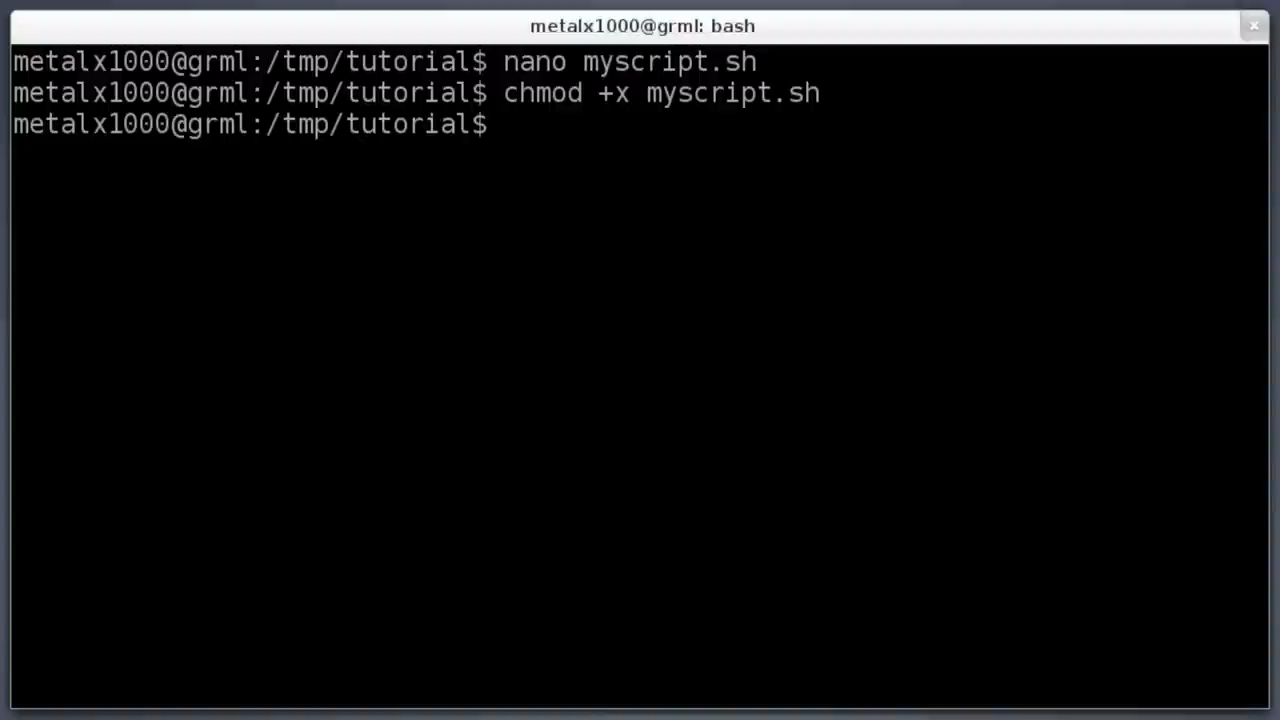 metalx1000@grml: bash
metalx1000@grml:/tmp/tutorial$ nano myscript.sh
metalx1000@grml:/tmp/tutorial$ chmod +x myscript.sh
metalx1000@grml:/tmp/tutorial$